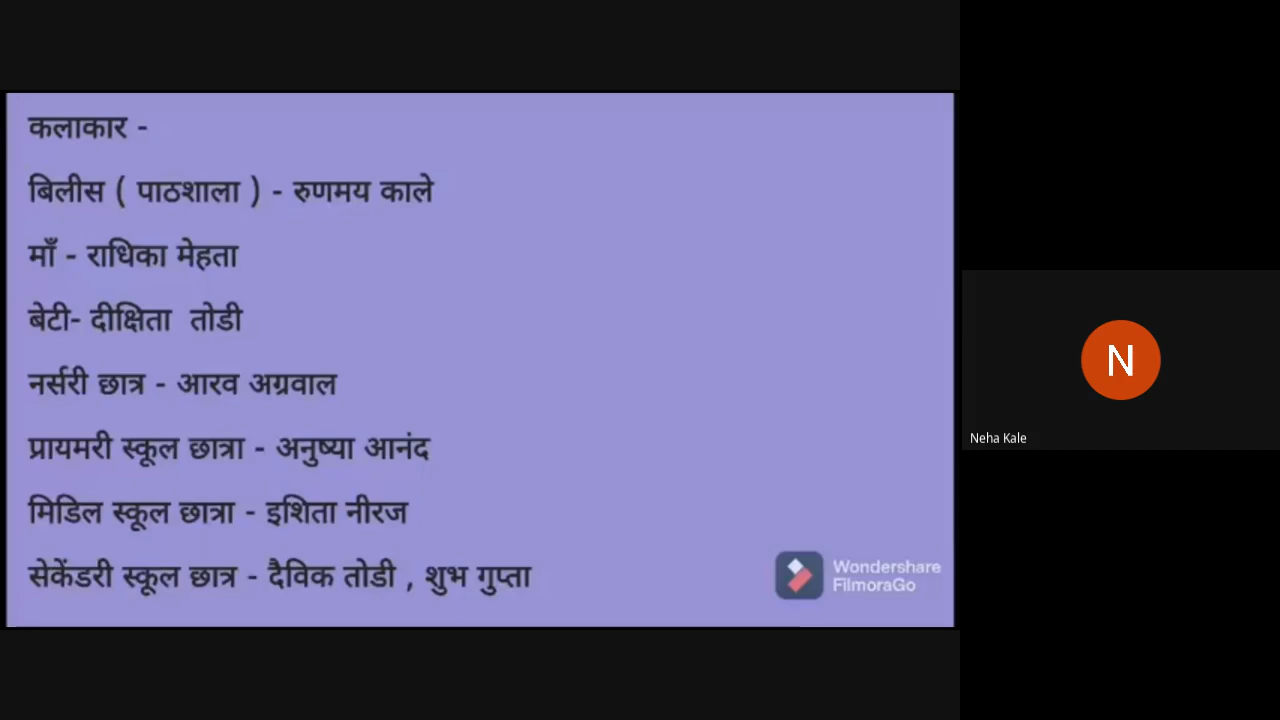 कलाकार -
बिलीस ( पाठशाला ) - रुणमय काले
माँ - राधिका मेहता
बेटी- दीक्षिता तोडी
नर्सरी छात्र - आरव अग्रवाल
प्रायमरी स्कूल छात्रा - अनुष्या आनंद
मिडिल स्कूल छात्रा - इशिता नीरज
सेकेंडरी स्कूल छात्र - दैविक तोडी , शुभ गुप्ता
Wondershare
FilmoraGo
N
Neha Kale